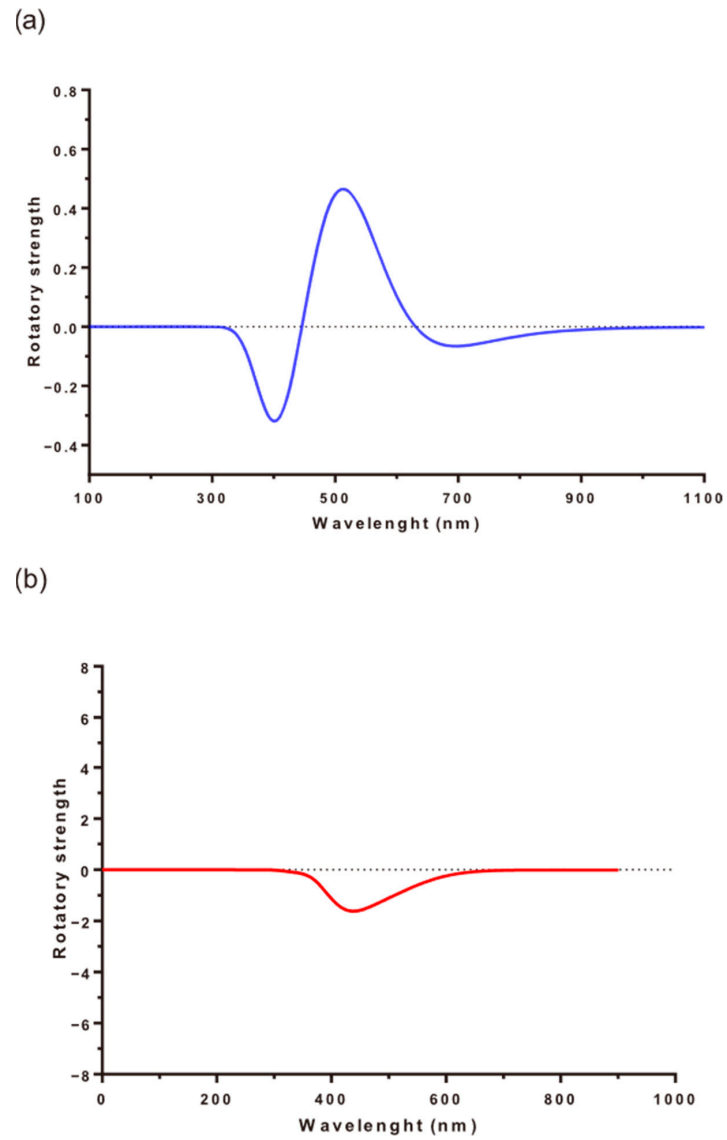 (a)
0.8
0.6
0.4
0.2
0.0
−0.2
−0.4
Rotatory strength
100 300 500 700 900 1100
Wavelenght (nm)
(b)
8
6
4
2
0
−2
−4
−6
−8
Rotatory strength
0 200 400 600 800 1000
Wavelenght (nm)